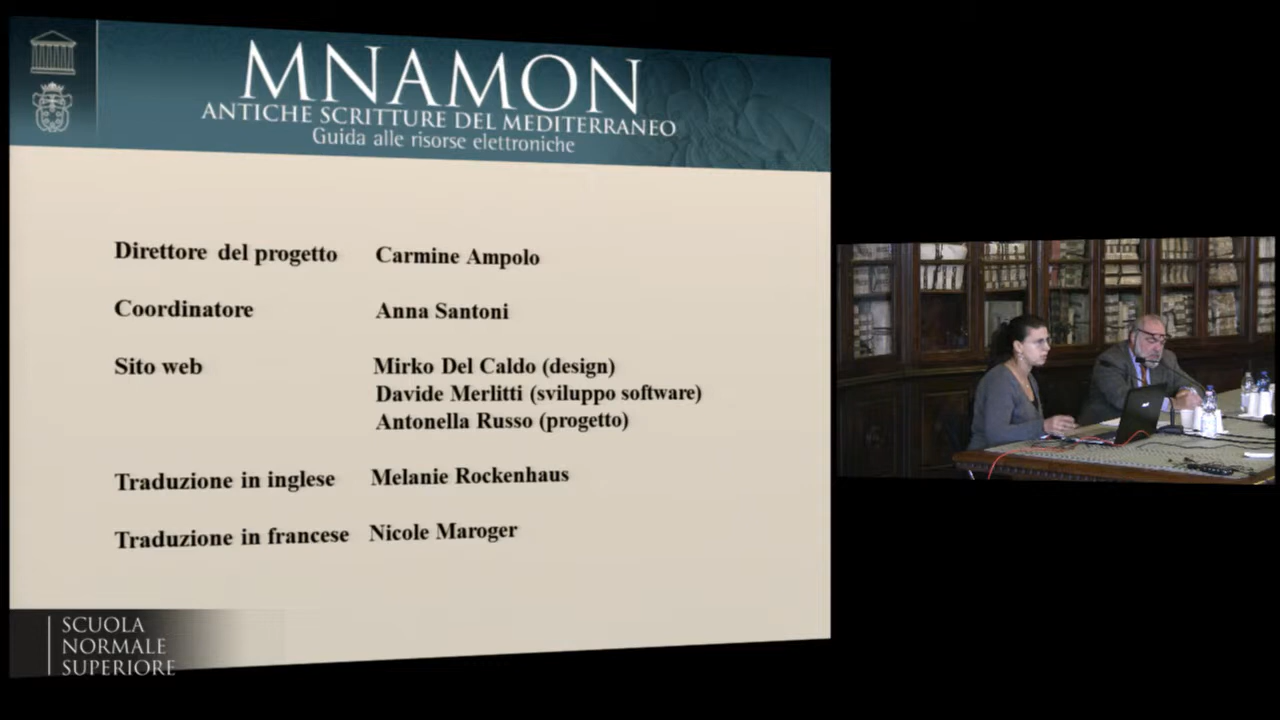 MNAMON
ANTICHE SCRITTURE DEL MEDITERRANEO
Guida alle risorse elettroniche
Direttore del progetto Carmine Ampolo
Coordinatore Anna Santoni
Sito web Mirko Del Caldo (design)
Davide Merlitti (sviluppo software)
Antonella Russo (progetto)
Traduzione in inglese Melanie Rockenhaus
Traduzione in francese Nicole Maroger
SCUOLA
NORMALE
SUPERIORE